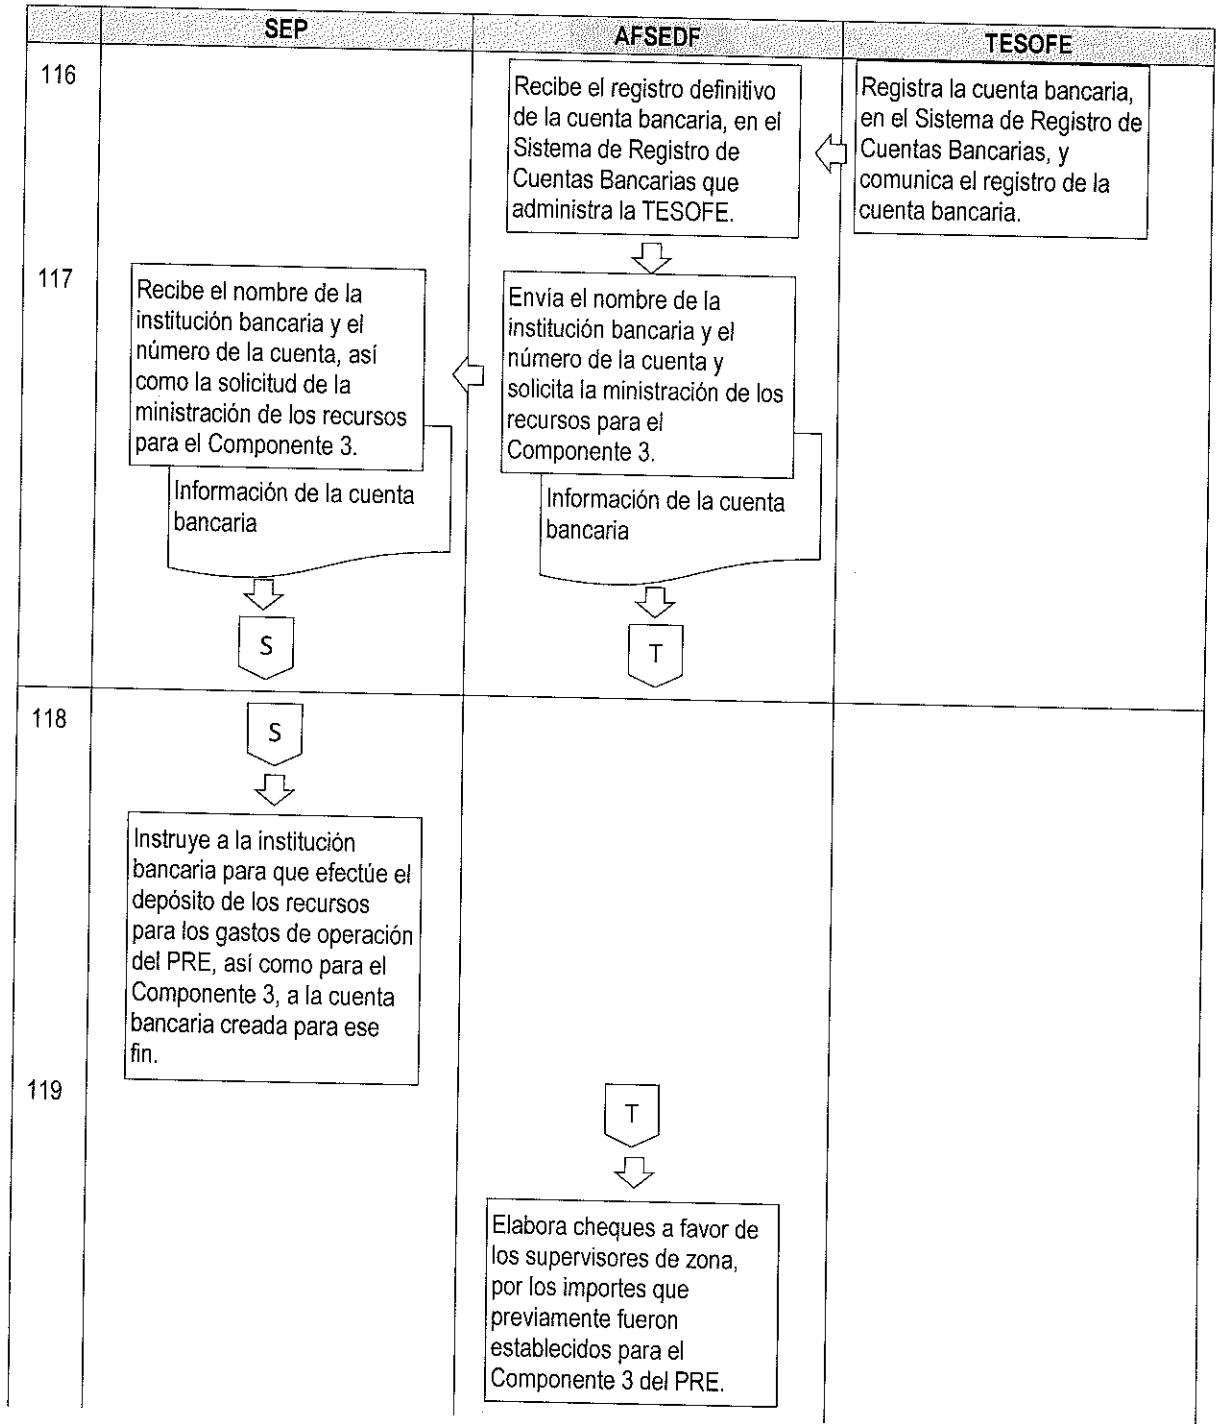 SEP
AFSEDF
TESOFE
116
Recibe el registro definitivo
de la cuenta bancaria, en el
Sistema de Registro de
Cuentas Bancarias que
administra la TESOFE.
Registra la cuenta bancaria,
en el Sistema de Registro de
Cuentas Bancarias, y
comunica el registro de la
cuenta bancaria.
117
Recibe el nombre de la
institución bancaria y el
número de la cuenta, así
como la solicitud de la
ministración de los recursos
para el Componente 3.
Información de la cuenta
bancaria
S
Envía el nombre de la
institución bancaria y el
número de la cuenta y
solicita la ministración de los
recursos para el
Componente 3.
Información de la cuenta
bancaria
T
118
S
Instruye a la institución
bancaria para que efectúe el
depósito de los recursos
para los gastos de operación
del PRE, así como para el
Componente 3, a la cuenta
bancaria creada para ese
fin.
119
T
Elabora cheques a favor de
los supervisores de zona,
por los importes que
previamente fueron
establecidos para el
Componente 3 del PRE.